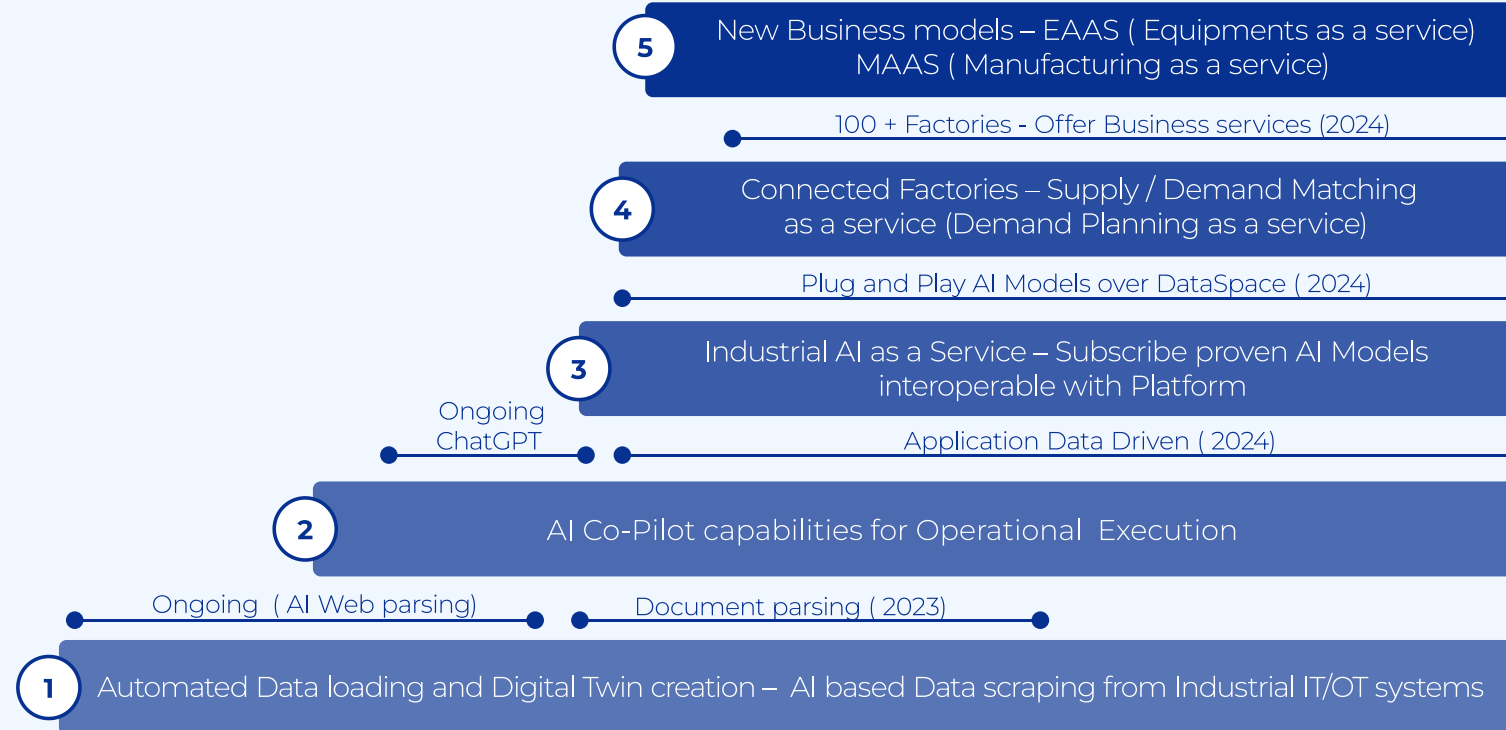 5
New Business models – EAAS ( Equipments as a service)
MAAS ( Manufacturing as a service)
100 + Factories - Offer Business services (2024)
4
Connected Factories – Supply / Demand Matching
as a service (Demand Planning as a service)
Plug and Play AI Models over DataSpace ( 2024)
3
Industrial AI as a Service – Subscribe proven AI Models
interoperable with Platform
Ongoing
ChatGPT
Application Data Driven ( 2024)
2
AI Co-Pilot capabilities for Operational Execution
Ongoing ( AI Web parsing)
Document parsing ( 2023)
1
Automated Data loading and Digital Twin creation – AI based Data scraping from Industrial IT/OT systems